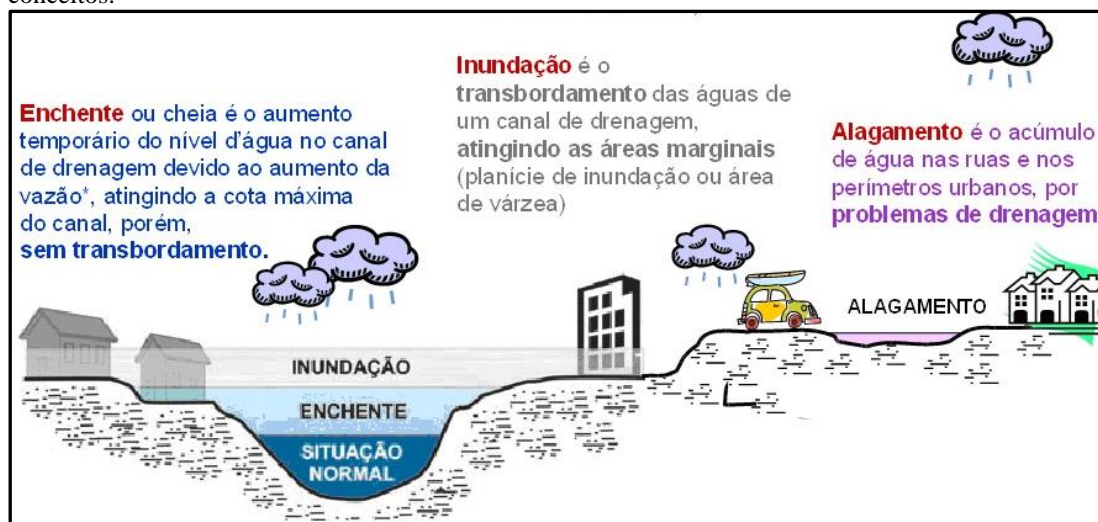 conceitos.
Enchente ou cheia é o aumento
temporário do nível d'água no canal
de drenagem devido ao aumento da
vazão*, atingindo a cota máxima
do canal, porém,
sem transbordamento.
Inundação é o
transbordamento das águas de
um canal de drenagem,
atingindo as áreas marginais
(planície de inundação ou área
de várzea)
Alagamento é o acúmulo
de água nas ruas e nos
perímetros urbanos, por
problemas de drenagem
ALAGAMENTO
INUNDAÇÃO
ENCHENTE
SITUAÇÃO
NORMAL